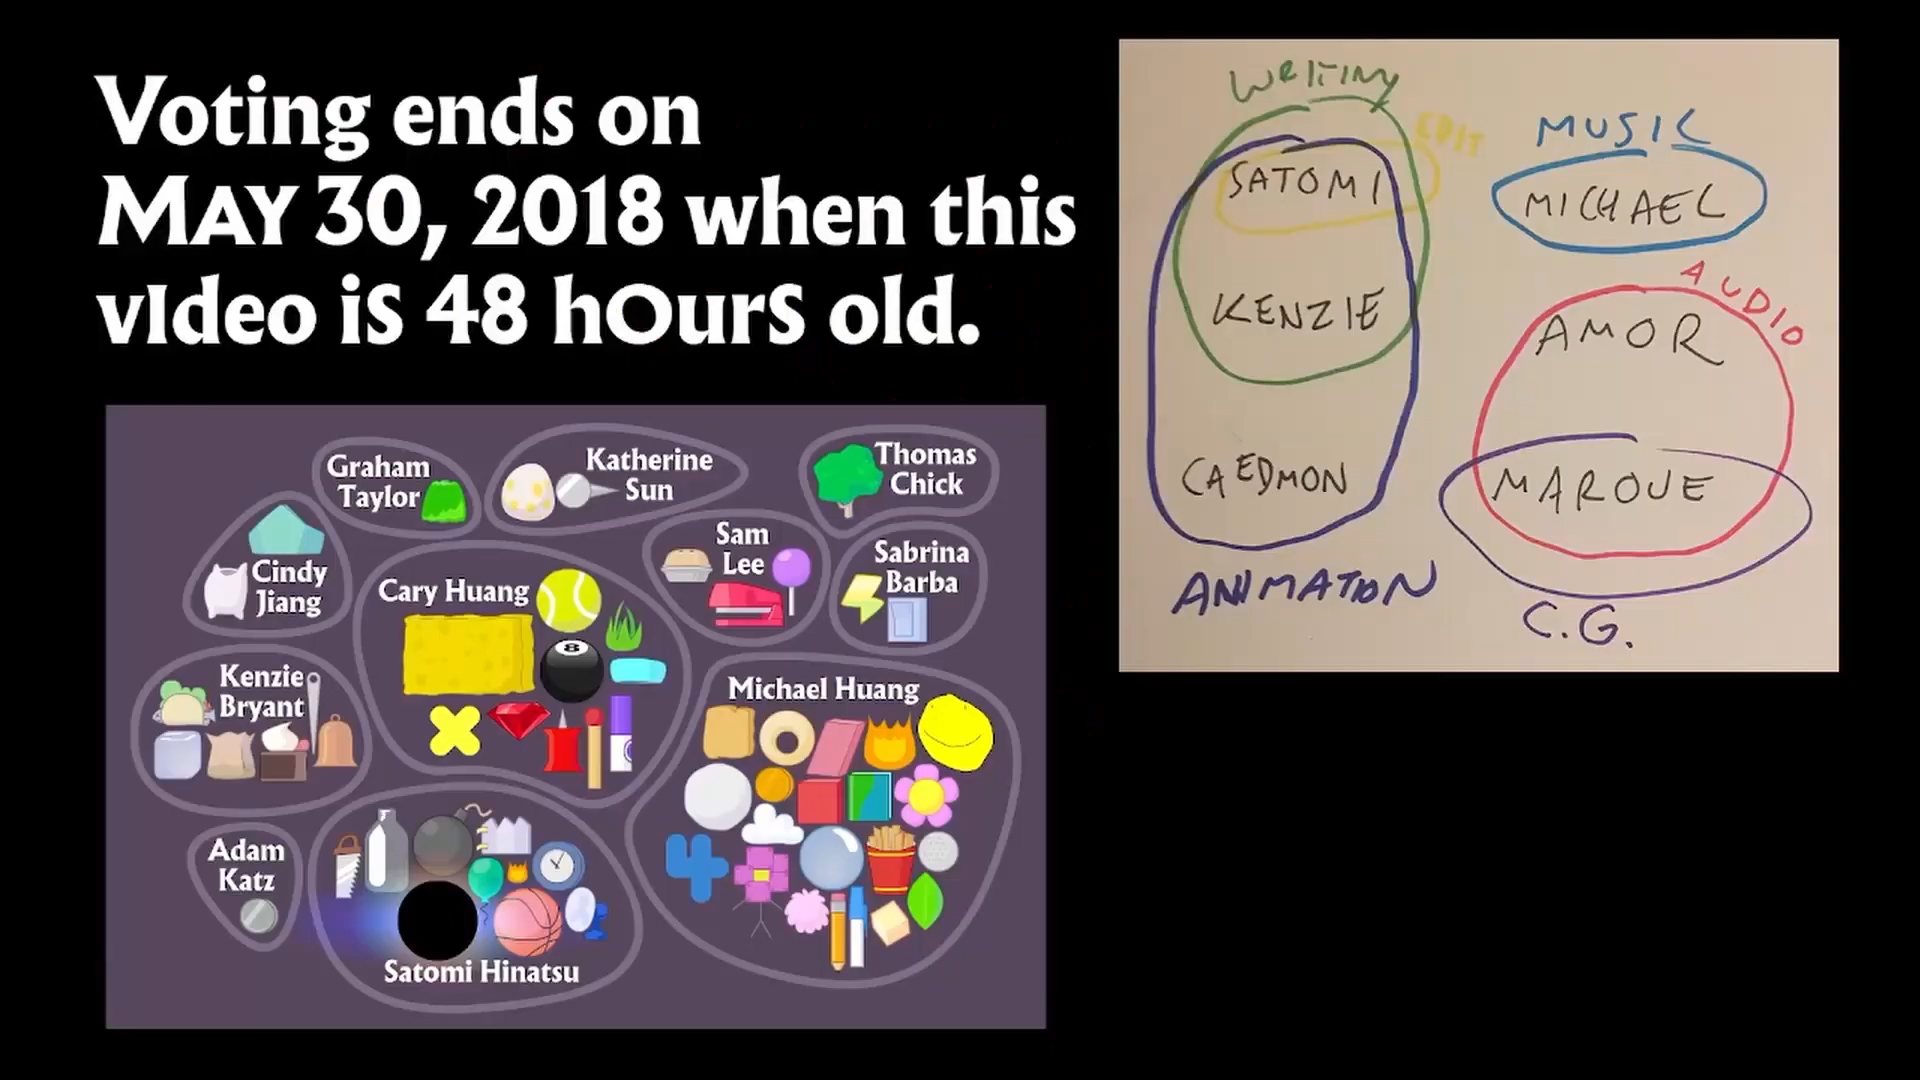 Voting ends on
MAY 30, 2018 when this
vIdeo iS 48 hOurS old.
Graham
Taylor
Katherine
Sun
Thomas
Chick
Cindy
Jiang
Cary Huang
8
Sam
Lee
Sabrina
Barba
Kenzie
Bryant
Michael Huang
Adam
Katz
Satomi Hinatsu
WRITING
EDIT
SATOMI
KENZIE
CAEDMON
ANIMATION
MUSIC
MICHAEL
AUDIO
AMOR
MARQUE
C.G.